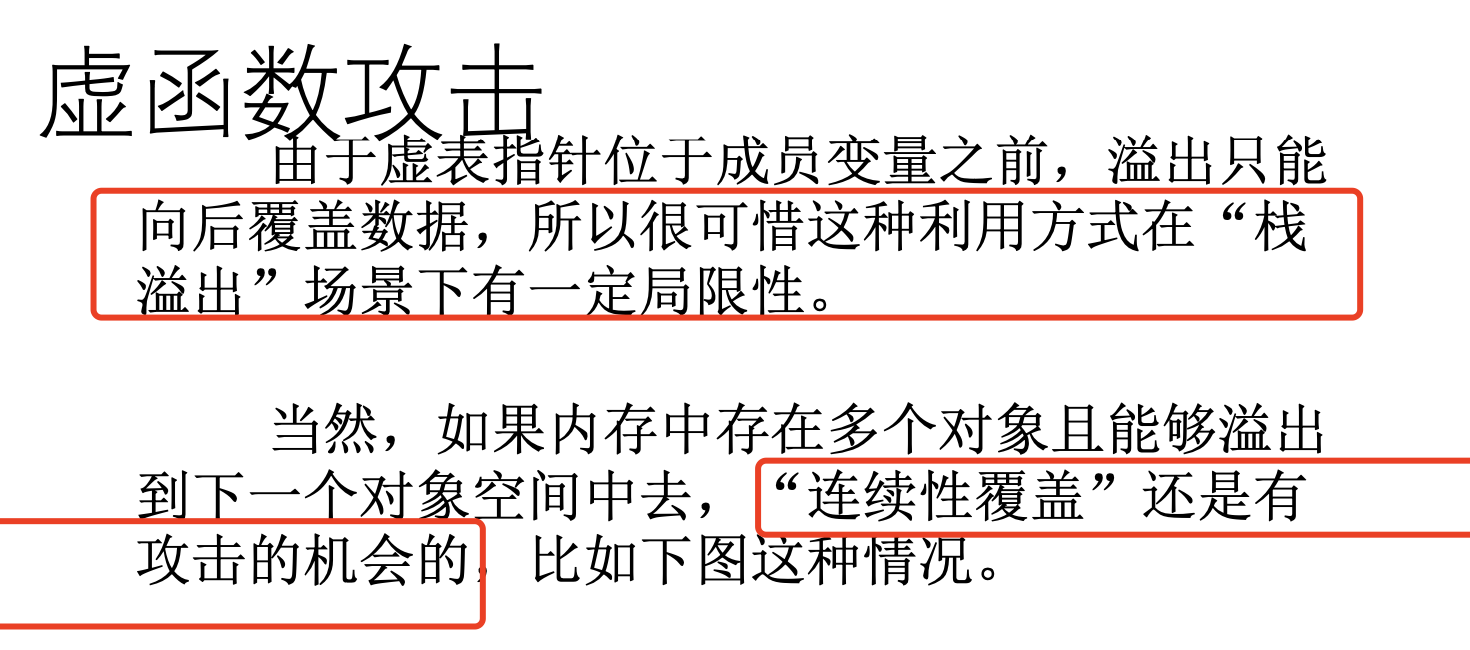 虚函数攻击
由于虚表指针位于成员变量之前，溢出只能
向后覆盖数据，所以很可惜这种利用方式在“栈
溢出”场景下有一定局限性。
当然，如果内存中存在多个对象且能够溢出
到下一个对象空间中去，“连续性覆盖”还是有
攻击的机会的，比如下图这种情况。